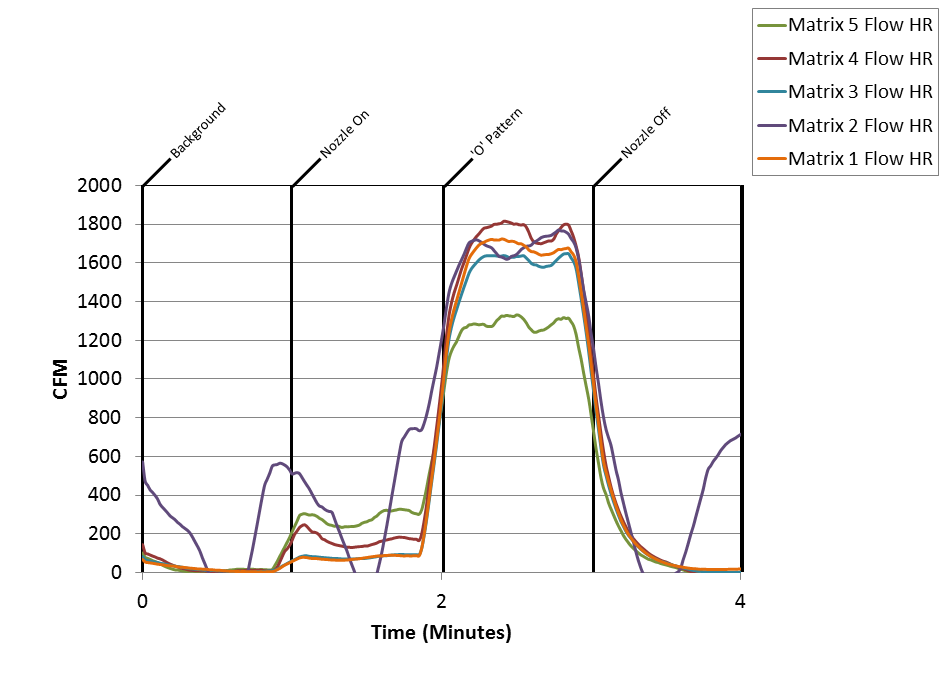 Matrix 5 Flow HR
Matrix 4 Flow HR
Matrix 3 Flow HR
Matrix 2 Flow HR
Matrix 1 Flow HR
Background
Nozzle On
'O' Pattern
Nozzle Off
2000
1800
1600
1400
1200
1000
800
600
400
200
0
CFM
0
2
4
Time (Minutes)